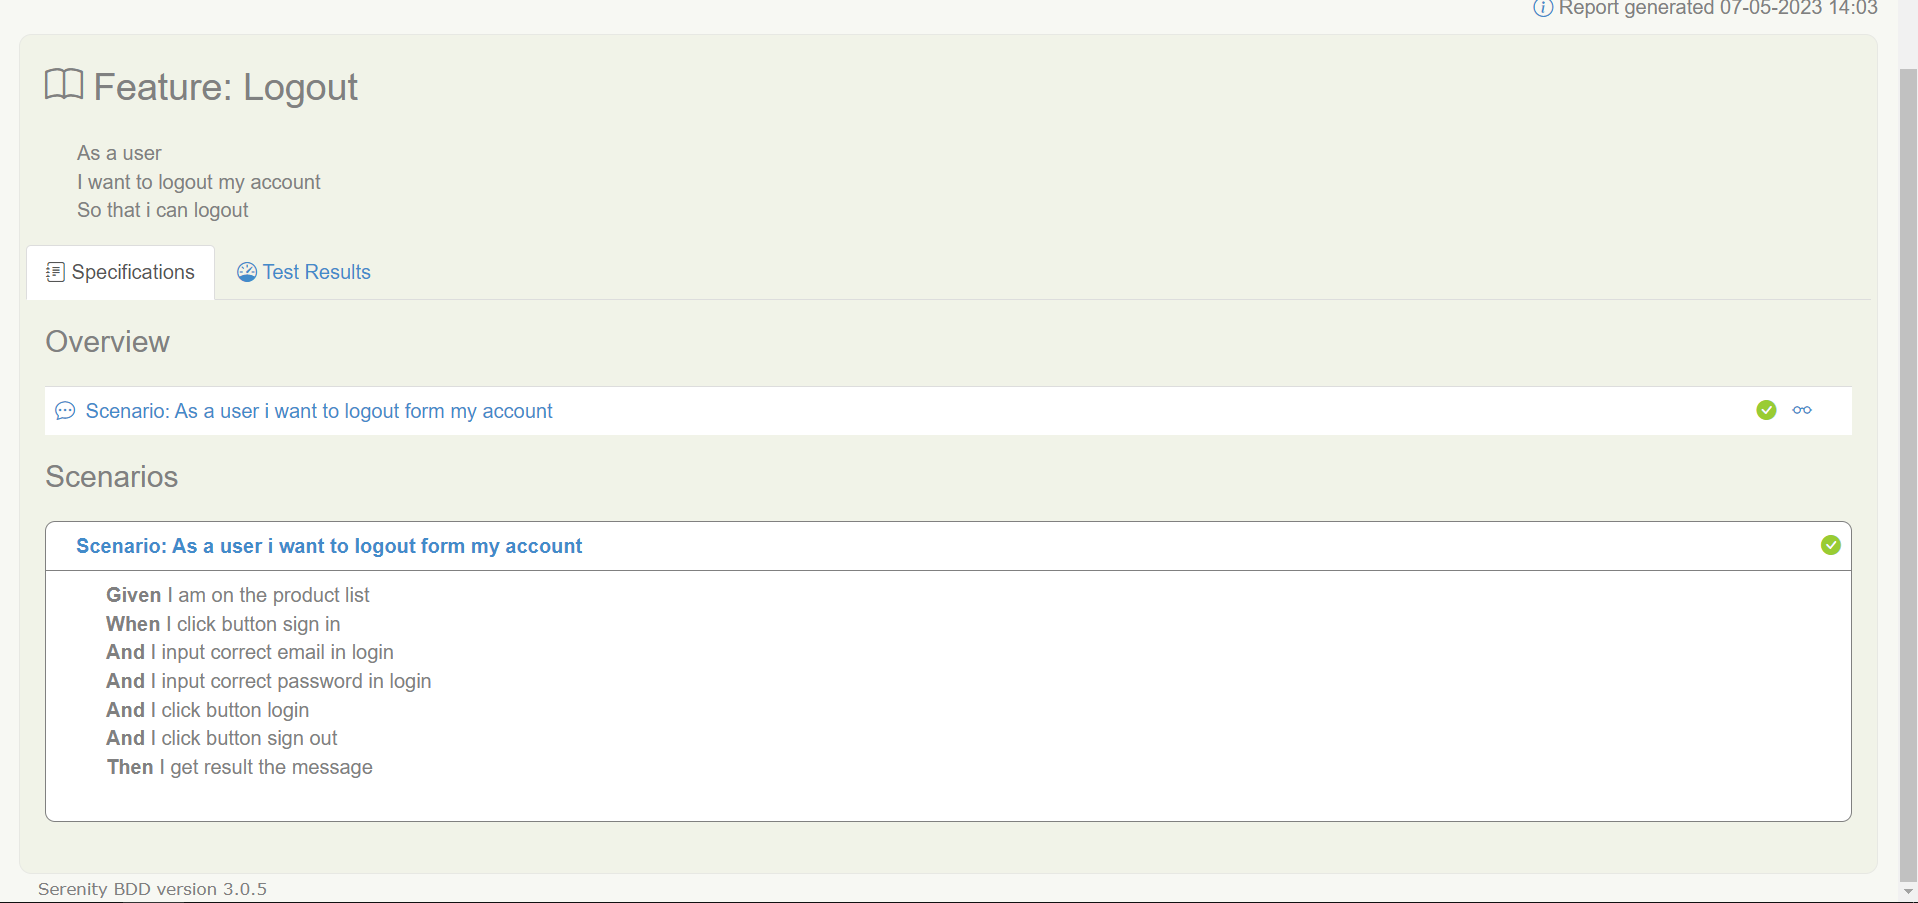 Report generated 07-05-2023 14:03
Feature: Logout
As a user
I want to logout my account
So that i can logout
Specifications
Test Results
Overview
Scenario: As a user i want to logout form my account
Scenarios
Scenario: As a user i want to logout form my account
Given I am on the product list
When I click button sign in
And I input correct email in login
And I input correct password in login
And I click button login
And I click button sign out
Then I get result the message
Serenity BDD version 3.0.5